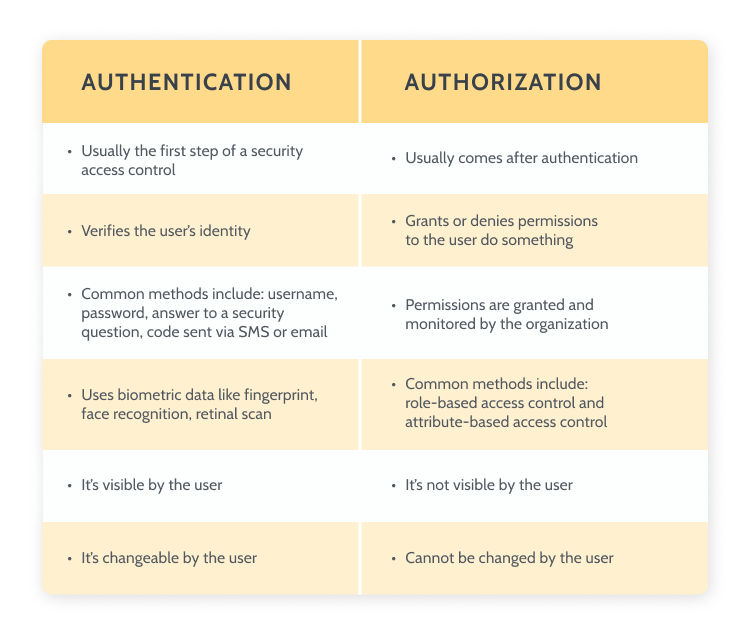 AUTHENTICATION
AUTHORIZATION
• Usually the first step of a security
access control
• Usually comes after authentication
• Verifies the user's identity
• Grants or denies permissions
to the user do something
• Common methods include: username,
password, answer to a security
question, code sent via SMS or email
• Permissions are granted and
monitored by the organization
• Uses biometric data like fingerprint,
face recognition, retinal scan
• Common methods include:
role-based access control and
attribute-based access control
• It's visible by the user
• It's not visible by the user
• It's changeable by the user
• Cannot be changed by the user